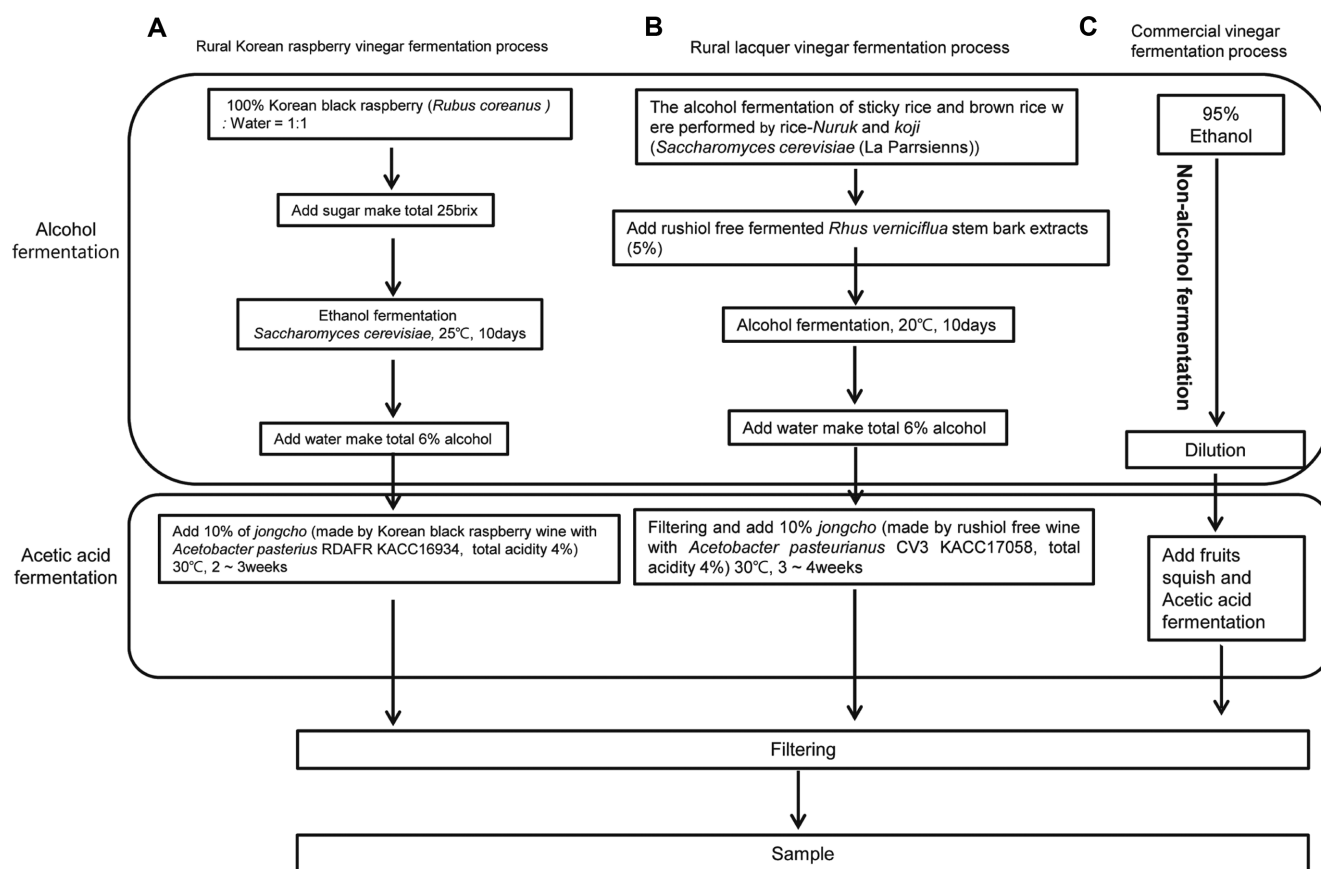 A
Rural Korean raspberry vinegar fermentation process
B
Rural lacquer vinegar fermentation process
C
Commercial vinegar
fermentation process
Alcohol
fermentation
100% Korean black raspberry (Rubus coreanus )
: Water = 1:1
Add sugar make total 25brix
Ethanol fermentation
Saccharomyces cerevisiae, 25℃, 10days
Add water make total 6% alcohol
The alcohol fermentation of sticky rice and brown rice w
ere performed by rice-Nuruk and koji
(Saccharomyces cerevisiae (La Parrsienns))
Add rushiol free fermented Rhus verniciflua stem bark extracts
(5%)
Alcohol fermentation, 20℃, 10days
Add water make total 6% alcohol
95%
Ethanol
Non-alcohol fermentation
Dilution
Acetic acid
fermentation
Add 10% of jongcho (made by Korean black raspberry wine with
Acetobacter pasterius RDAFR KACC16934, total acidity 4%)
30℃, 2 ~ 3weeks
Filtering and add 10% jongcho (made by rushiol free wine
with Acetobacter pasteurianus CV3 KACC17058, total
acidity 4%) 30℃, 3 ~ 4weeks
Add fruits
squish and
Acetic acid
fermentation
Filtering
Sample